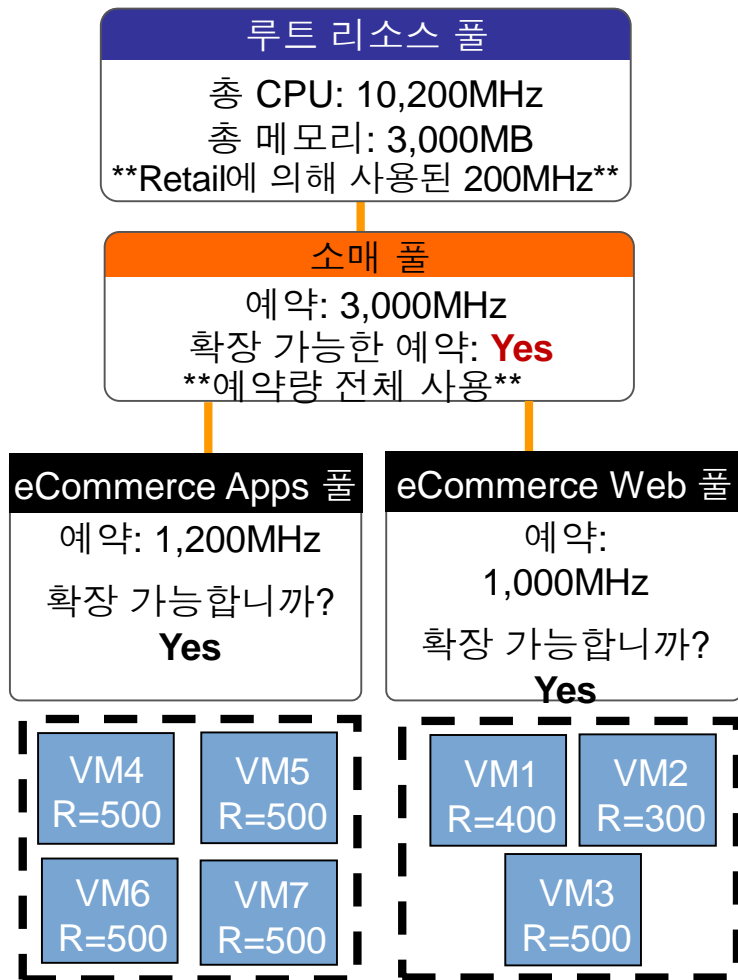 루트 리소스 풀
총 CPU: 10,200MHz
총 메모리: 3,000MB
**Retail에 의해 사용된 200MHz**
소매 풀
예약: 3,000MHz
확장 가능한 예약: Yes
**예약량 전체 사용**
eCommerce Apps 풀
예약: 1,200MHz
확장 가능합니까?
Yes
eCommerce Web 풀
예약:
1,000MHz
확장 가능합니까?
Yes
VM4
R=500
VM5
R=500
VM6
R=500
VM7
R=500
VM1
R=400
VM2
R=300
VM3
R=500